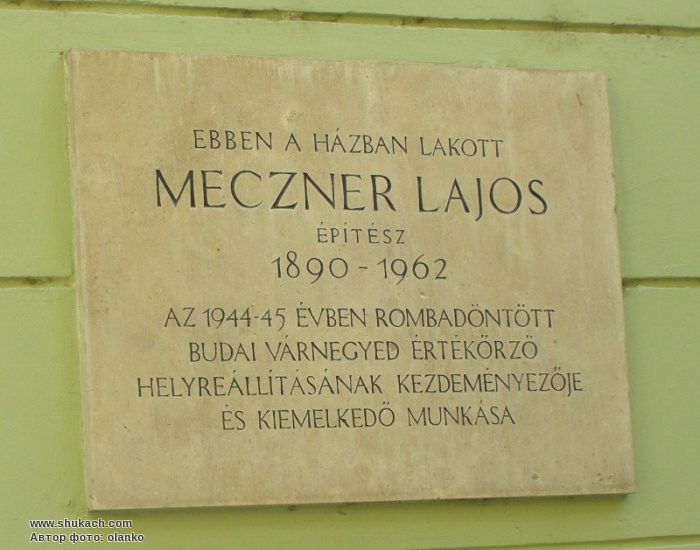 EBBEN A HÁZBAN LAKOTT
MECZNER LAJOS
ÉPÍTÉSZ
1890 - 1962
AZ 1944-45 ÉVBEN ROMBADÖNTÖTT
BUDAI VÁRNEGYED ÉRTÉKŐRZŐ
HELYREÁLLÍTÁSÁNAK KEZDEMÉNYEZŐJE
ÉS KIEMELKEDŐ MUNKÁSA
www.shukach.com
Автор фото: olanko